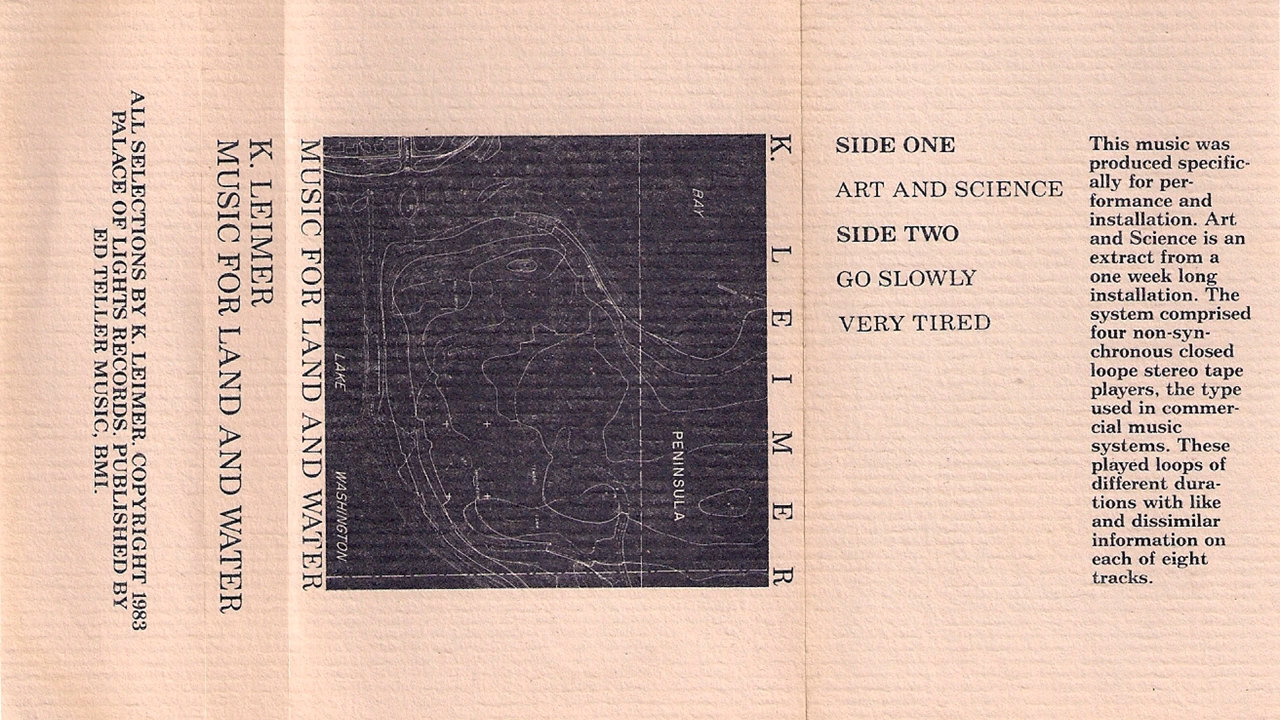 ALL SELECTIONS BY K. LEIMER. COPYRIGHT 1983
PALACE OF LIGHTS RECORDS. PUBLISHED BY
ED TELLER MUSIC, BMI.
K. LEIMER
MUSIC FOR LAND AND WATER
K. LEIMER
BAY
PENINSULA
LAKE WASHINGTON
MUSIC FOR LAND AND WATER
SIDE ONE
ART AND SCIENCE
SIDE TWO
GO SLOWLY
VERY TIRED
This music was
produced specific-
ally for per-
formance and
installation. Art
and Science is an
extract from a
one week long
installation. The
system comprised
four non-syn-
chronous closed
loope stereo tape
players, the type
used in commer-
cial music
systems. These
played loops of
different dura-
tions with like
and dissimilar
information on
each of eight
tracks.